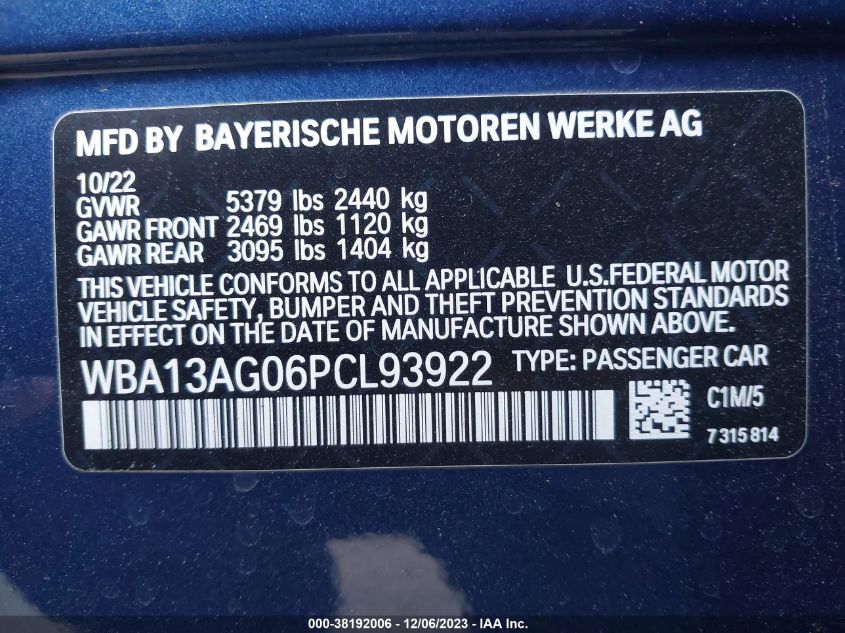 MFD BY BAYERISCHE MOTOREN WERKE AG
10/22
GVWR 5379 lbs 2440 kg
GAWR FRONT 2469 lbs 1120 kg
GAWR REAR 3095 lbs 1404 kg
THIS VEHICLE CONFORMS TO ALL APPLICABLE U.S.FEDERAL MOTOR
VEHICLE SAFETY, BUMPER AND THEFT PREVENTION STANDARDS
IN EFFECT ON THE DATE OF MANUFACTURE SHOWN ABOVE.
WBA13AG06PCL93922 TYPE: PASSENGER CAR
C1M/5
7315814
000-38192006 - 12/06/2023 - IAA Inc.